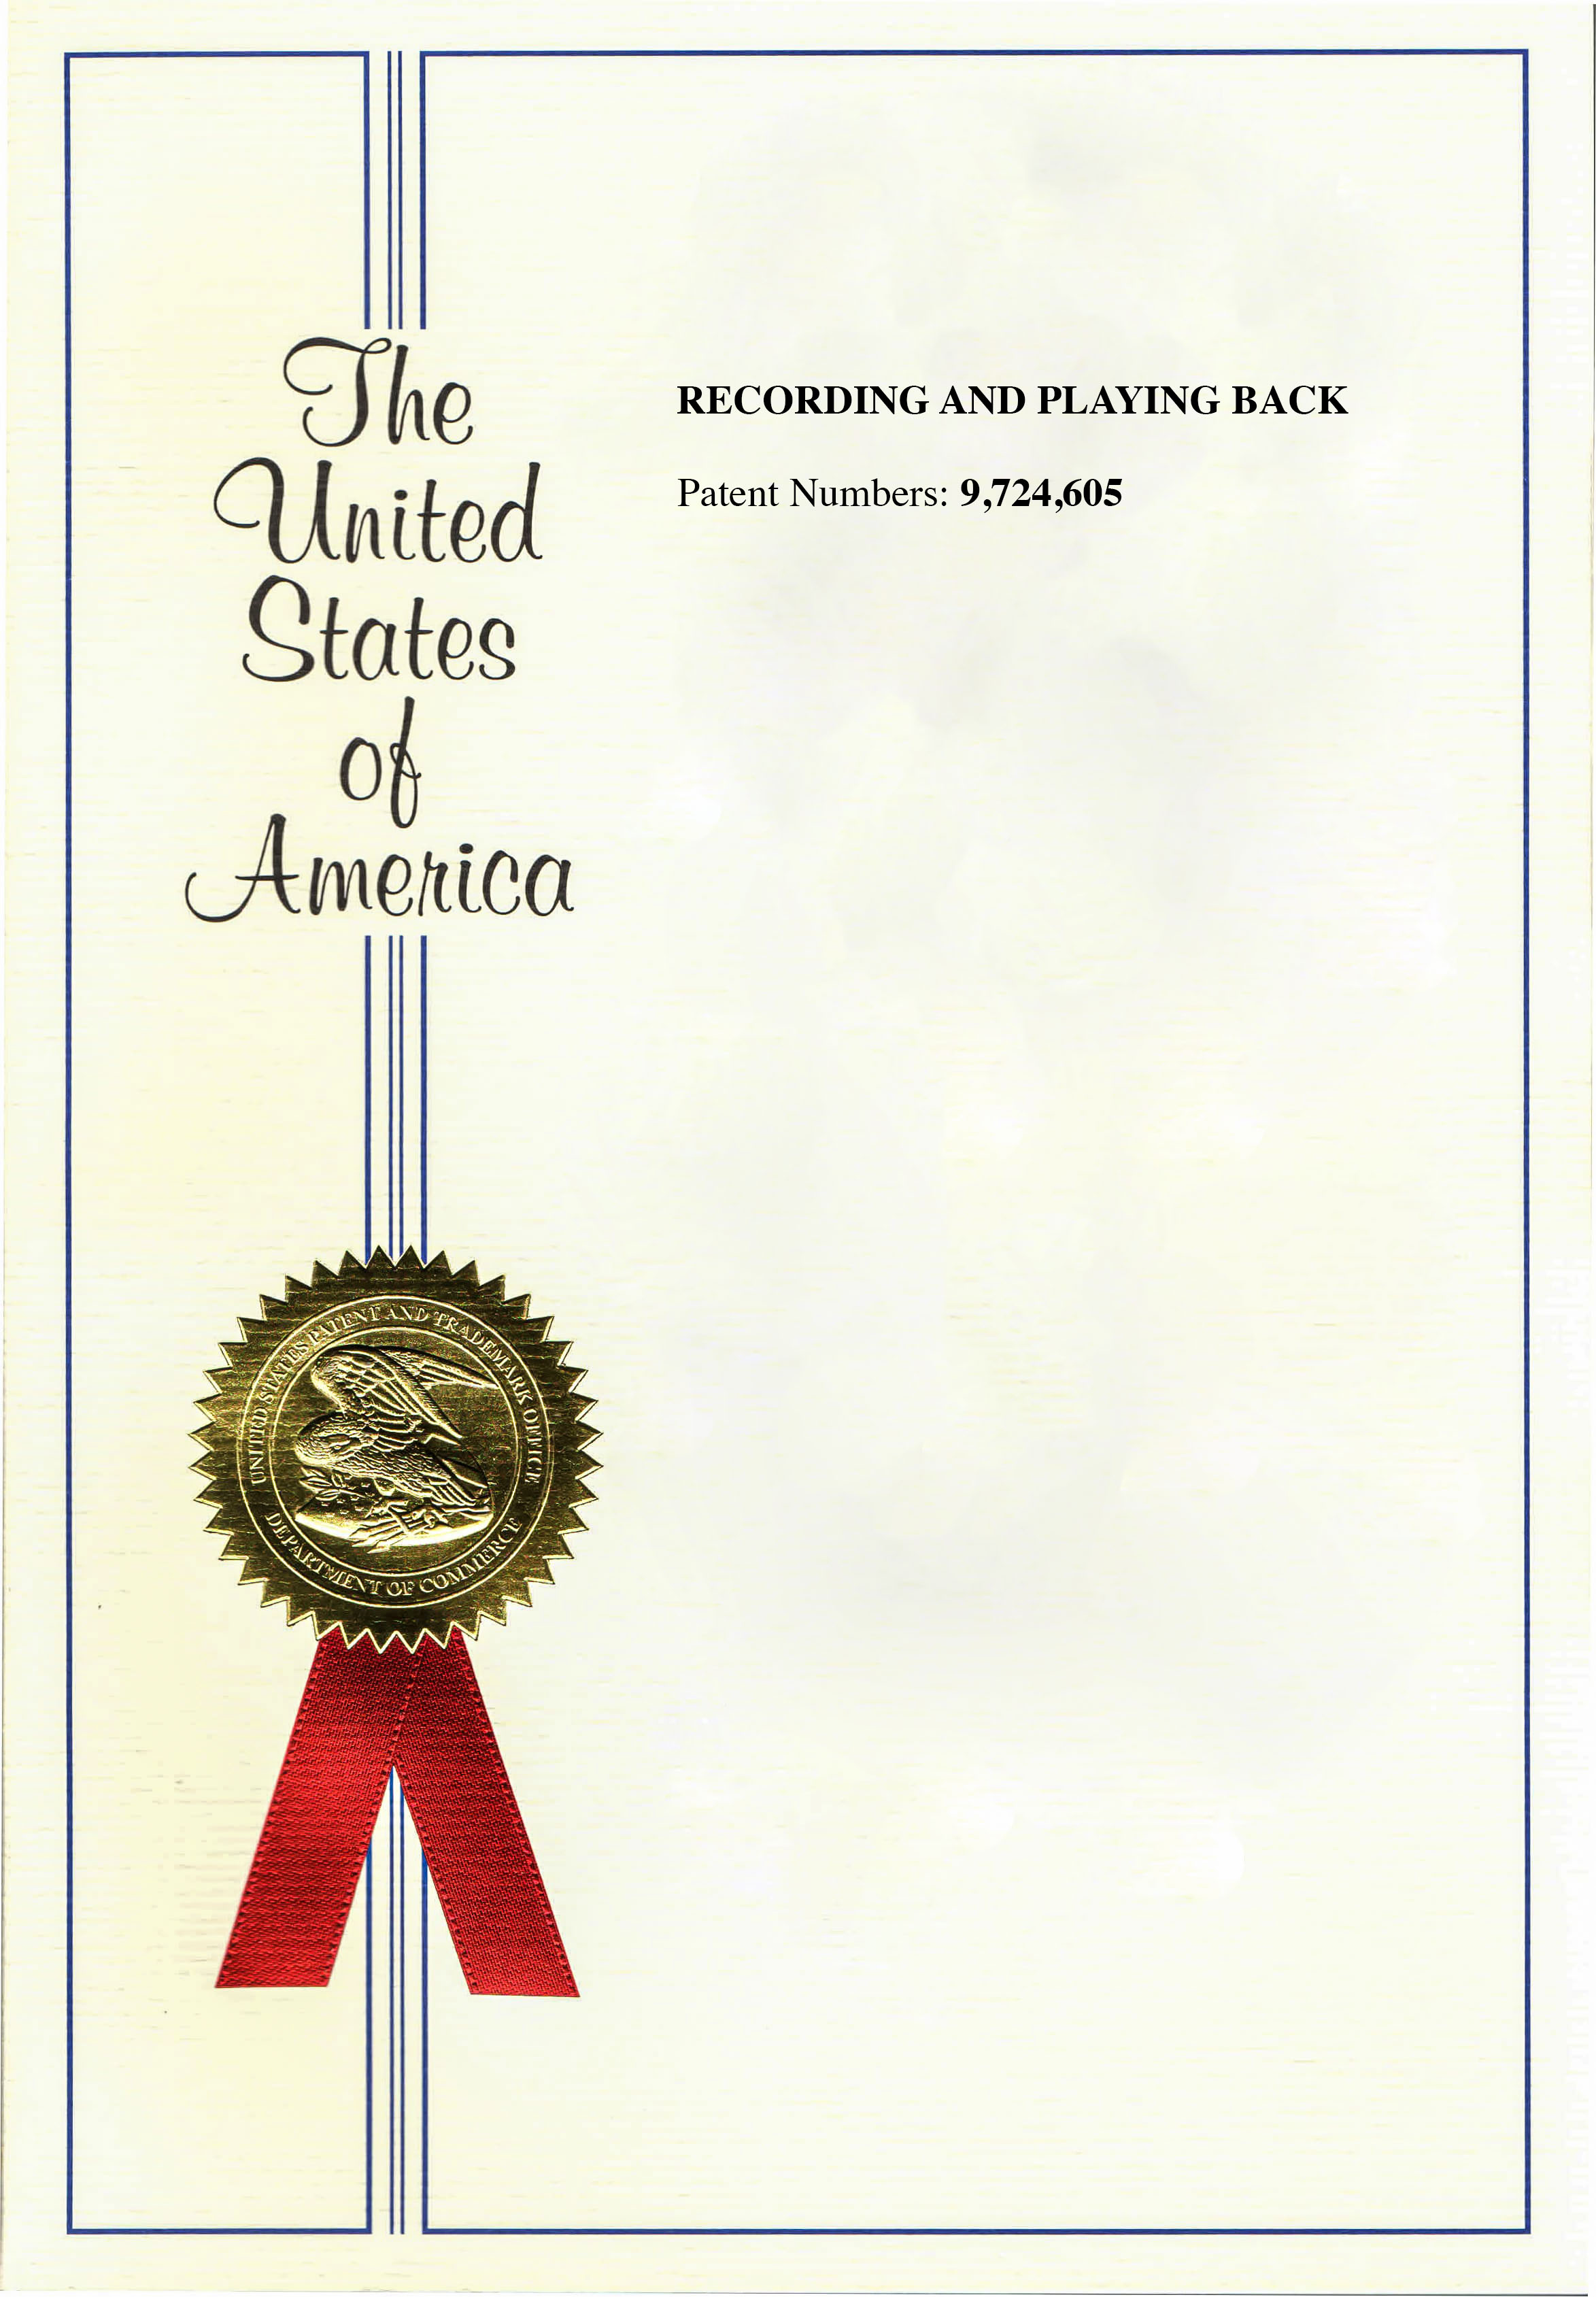 The
United
States
of
America
RECORDING AND PLAYING BACK
Patent Numbers: 9,724,605
UNITED STATES PATENT AND TRADEMARK OFFICE
DEPARTMENT OF COMMERCE